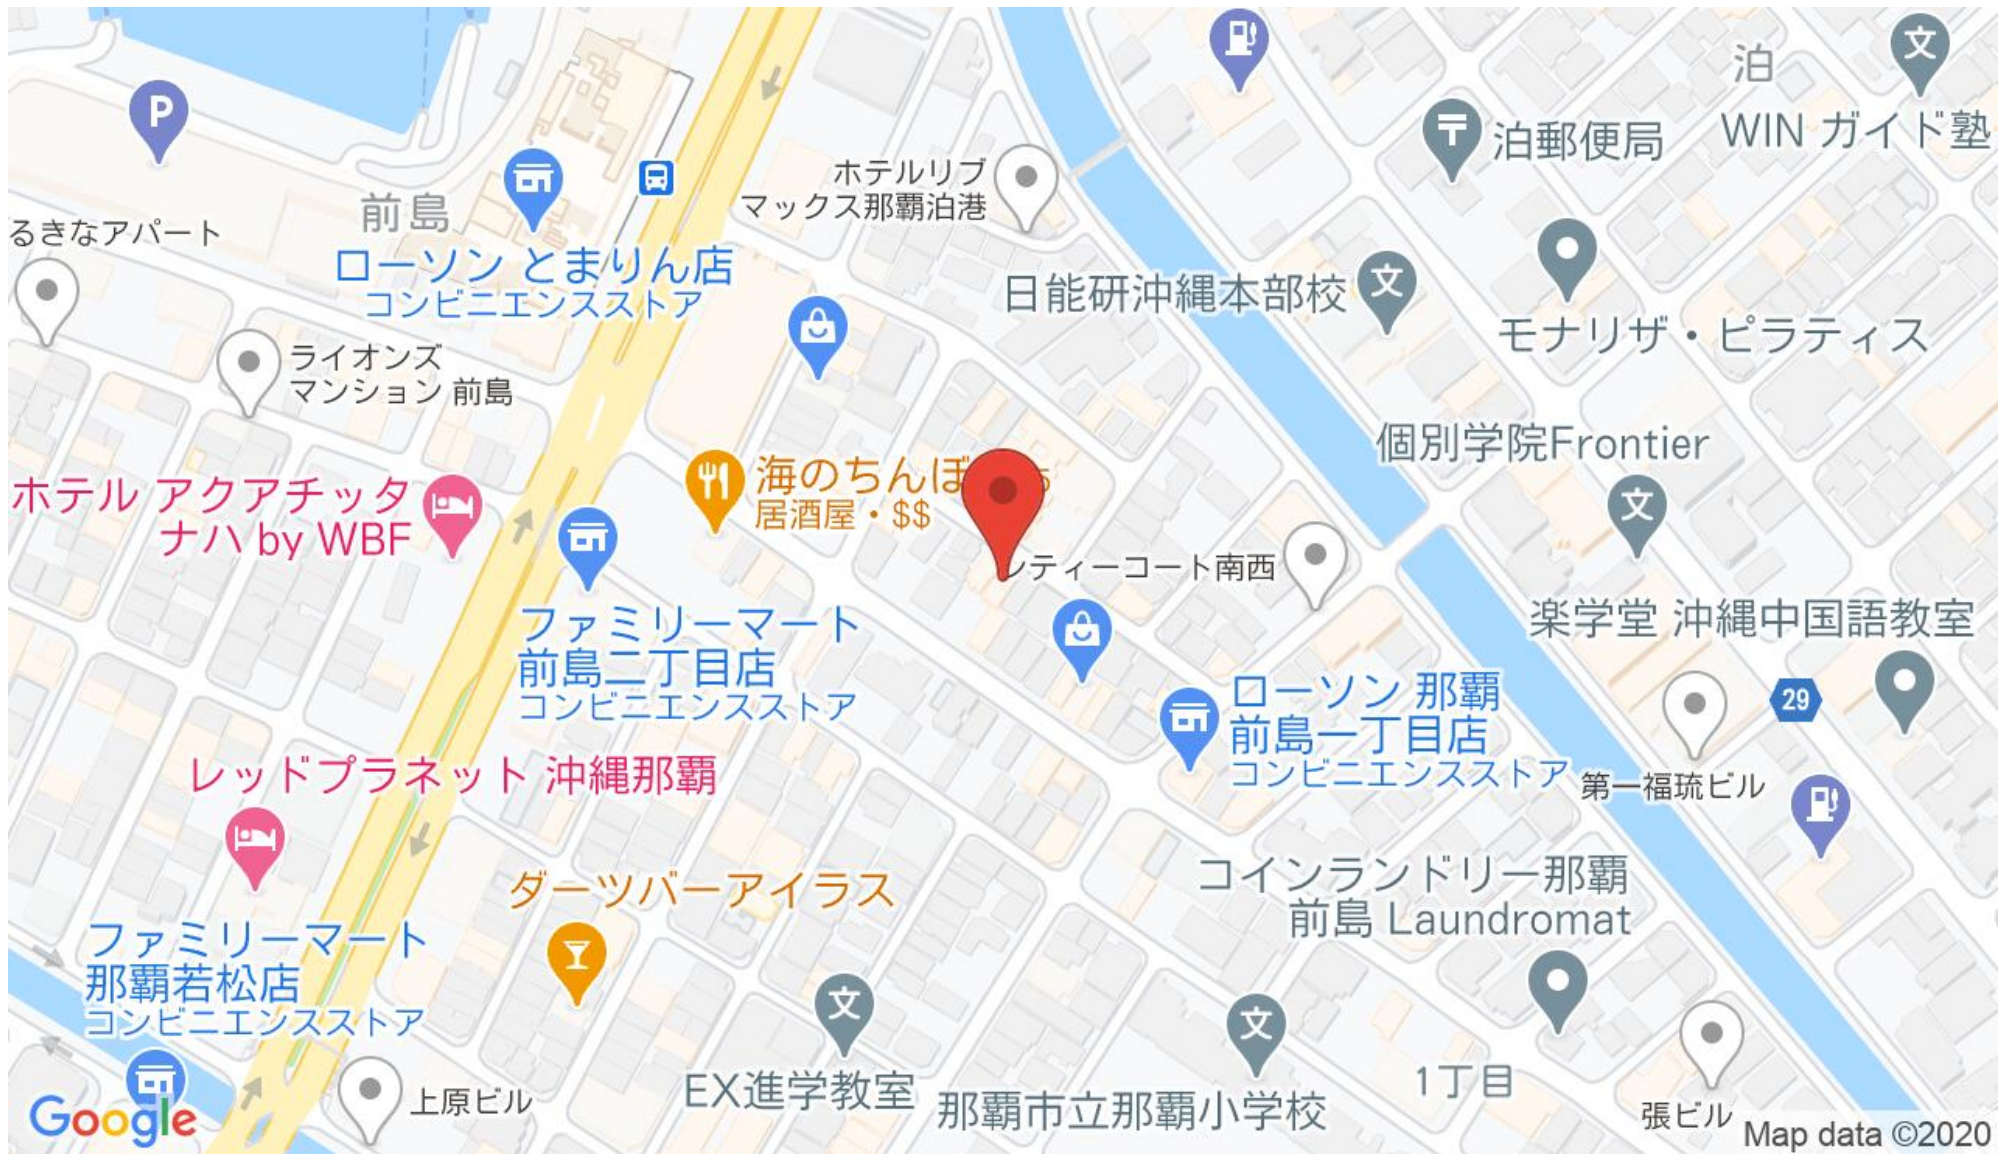 P
泊
文
WIN ガイド塾
〒
泊郵便局
ホテルリブ
マックス那覇泊港
前島
るきなアパート
ローソン とまりん店
コンビニエンスストア
日能研沖縄本部校
文
モナリザ・ピラティス
ライオンズ
マンション 前島
個別学院Frontier
文
海のちんぼ
居酒屋・$$
ホテル アクアチッタ
ナハ by WBF
ティーコート南西
ファミリーマート
前島二丁目店
コンビニエンスストア
楽学堂 沖縄中国語教室
29
ローソン 那覇
前島一丁目店
コンビニエンスストア
第一福琉ビル
レッドプラネット 沖縄那覇
ダーツバーアイラス
コインランドリー那覇
前島 Laundromat
ファミリーマート
那覇若松店
コンビニエンスストア
文
EX進学教室
文
那覇市立那覇小学校
1丁目
上原ビル
張ビル
Google
Map data ©2020